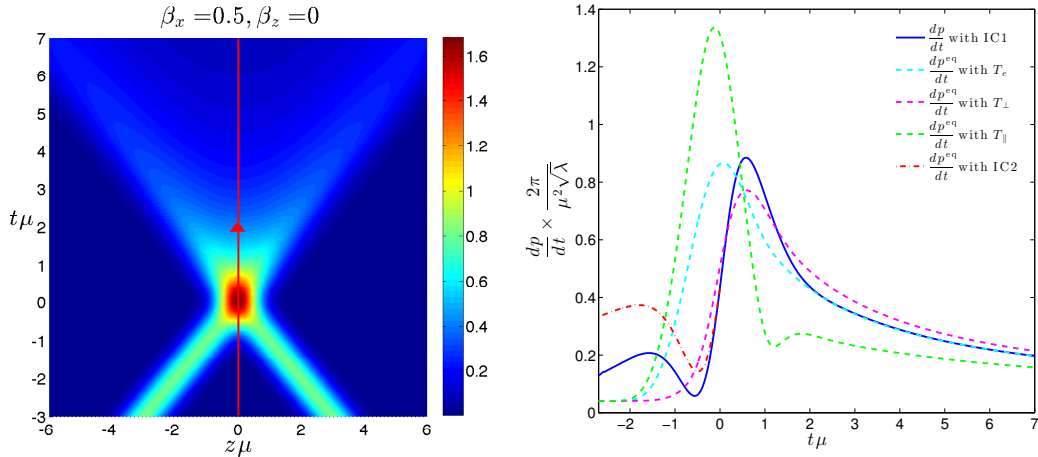 β_x =0.5, β_z =0
7
6
5
4
3
tμ 2
1
0
-1
-2
-3
-6 -4 -2 0 2 4 6
zμ
1.6
1.4
1.2
1
0.8
0.6
0.4
0.2
1.4
1.2
1
0.8
0.6
0.4
0.2
0
dp/dt × 2π/(μ²√λ)
−2 −1 0 1 2 3 4 5 6 7
tμ
dp/dt with IC1
dp^eq/dt with T_e
dp^eq/dt with T_⊥
dp^eq/dt with T_∥
dp^eq/dt with IC2